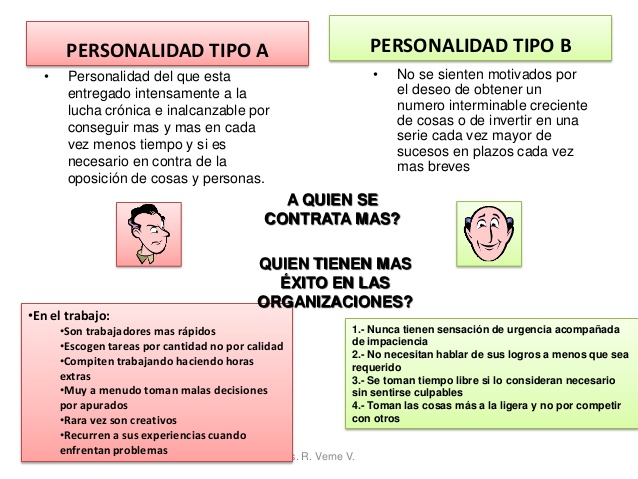 PERSONALIDAD TIPO A
• Personalidad del que esta
entregado intensamente a la
lucha crónica e inalcanzable por
conseguir mas y mas en cada
vez menos tiempo y si es
necesario en contra de la
oposición de cosas y personas.
PERSONALIDAD TIPO B
• No se sienten motivados por
el deseo de obtener un
numero interminable creciente
de cosas o de invertir en una
serie cada vez mayor de
sucesos en plazos cada vez
mas breves
A QUIEN SE
CONTRATA MAS?
QUIEN TIENEN MAS
ÉXITO EN LAS
ORGANIZACIONES?
•En el trabajo:
•Son trabajadores mas rápidos
•Escogen tareas por cantidad no por calidad
•Compiten trabajando haciendo horas
extras
•Muy a menudo toman malas decisiones
por apurados
•Rara vez son creativos
•Recurren a sus experiencias cuando
enfrentan problemas
1.- Nunca tienen sensación de urgencia acompañada
de impaciencia
2.- No necesitan hablar de sus logros a menos que sea
requerido
3.- Se toman tiempo libre si lo consideran necesario
sin sentirse culpables
4.- Toman las cosas más a la ligera y no por competir
con otros
R. Verne V.